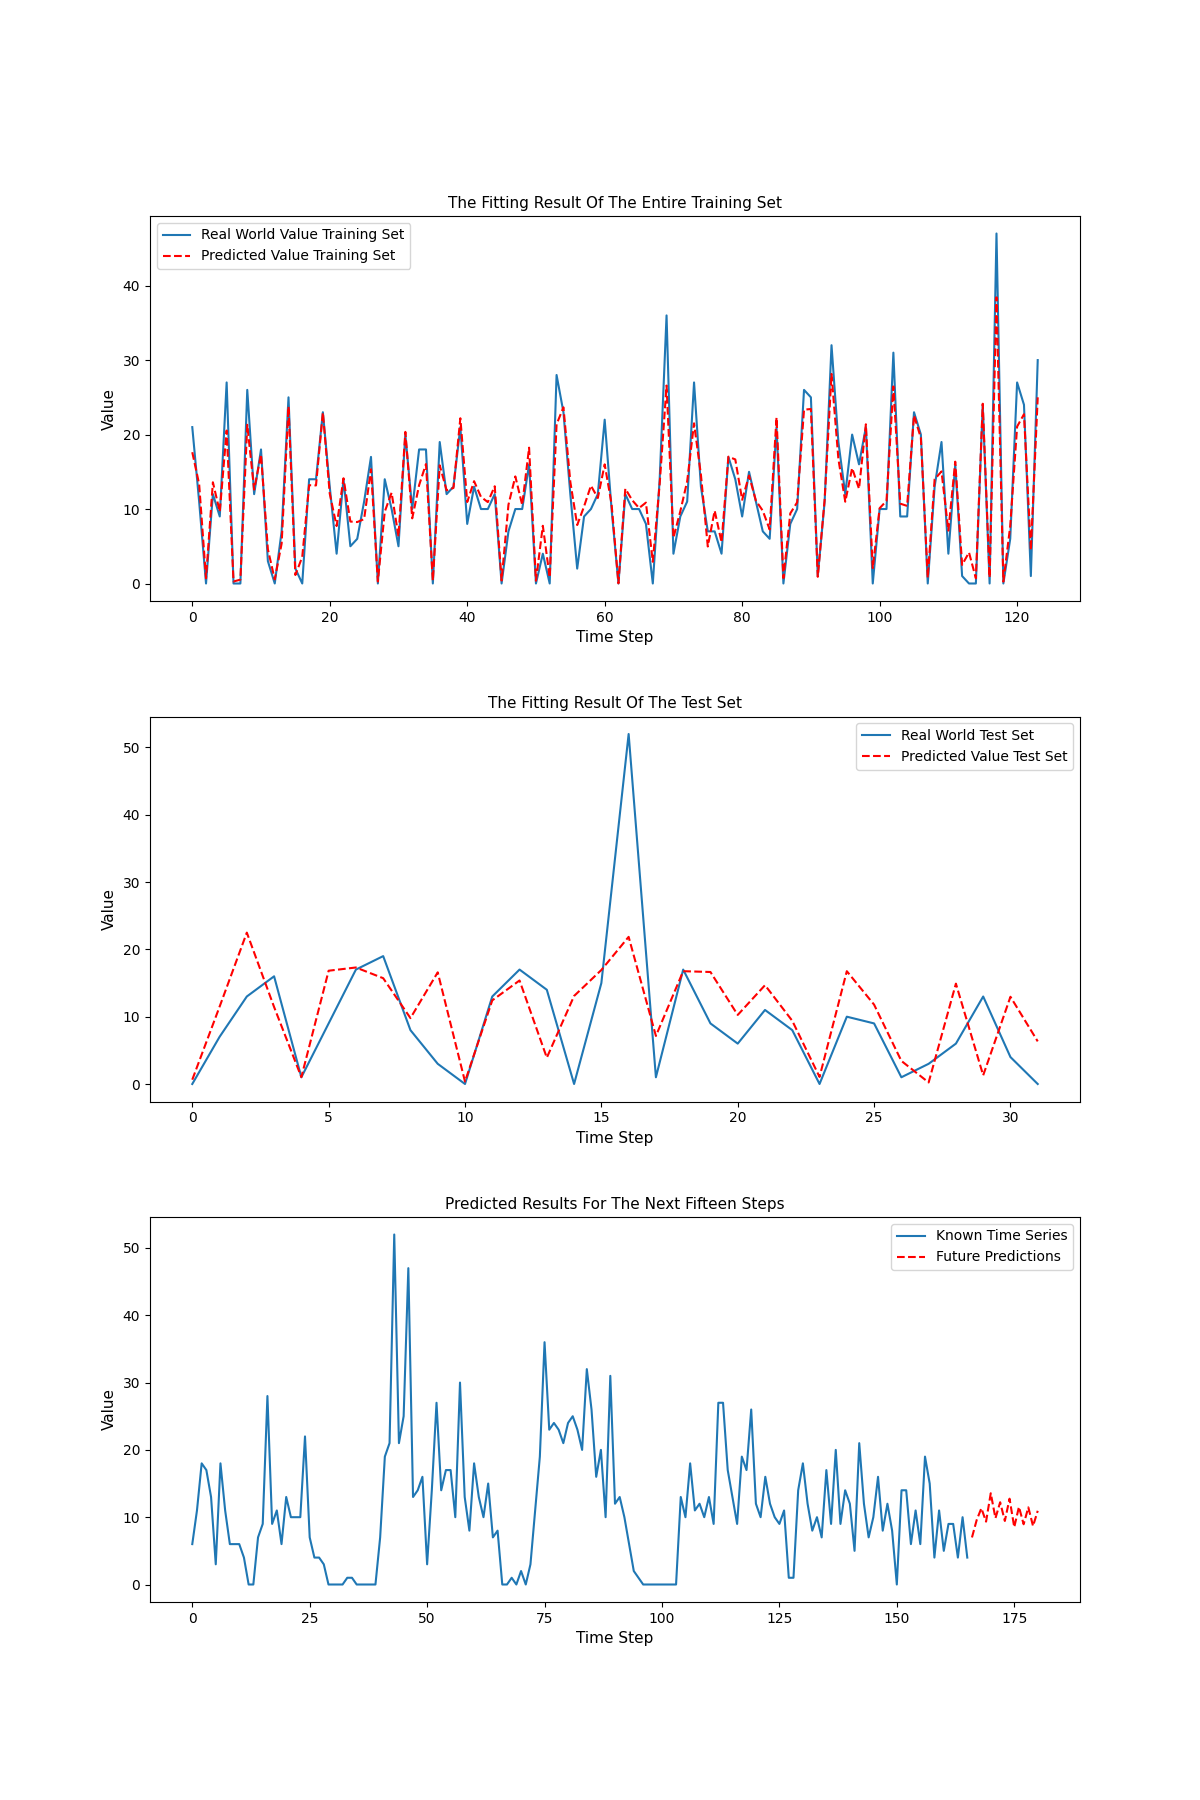 The Fitting Result Of The Entire Training Set
Real World Value Training Set
Predicted Value Training Set
Value
40
30
20
10
0
0 20 40 60 80 100 120
Time Step
The Fitting Result Of The Test Set
Real World Test Set
Predicted Value Test Set
Value
50
40
30
20
10
0
0 5 10 15 20 25 30
Time Step
Predicted Results For The Next Fifteen Steps
Known Time Series
Future Predictions
Value
50
40
30
20
10
0
0 25 50 75 100 125 150 175
Time Step